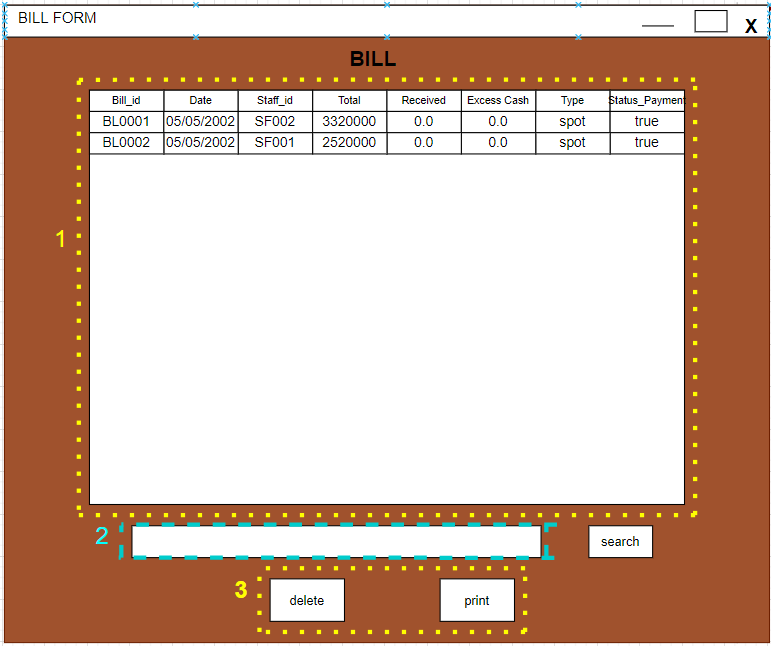 BILL FORM X
BILL
Bill_id Date Staff_id Total Received Excess Cash Type Status_Payment
BL0001 05/05/2002 SF002 3320000 0.0 0.0 spot true
BL0002 05/05/2002 SF001 2520000 0.0 0.0 spot true
1
2 search
3
delete print